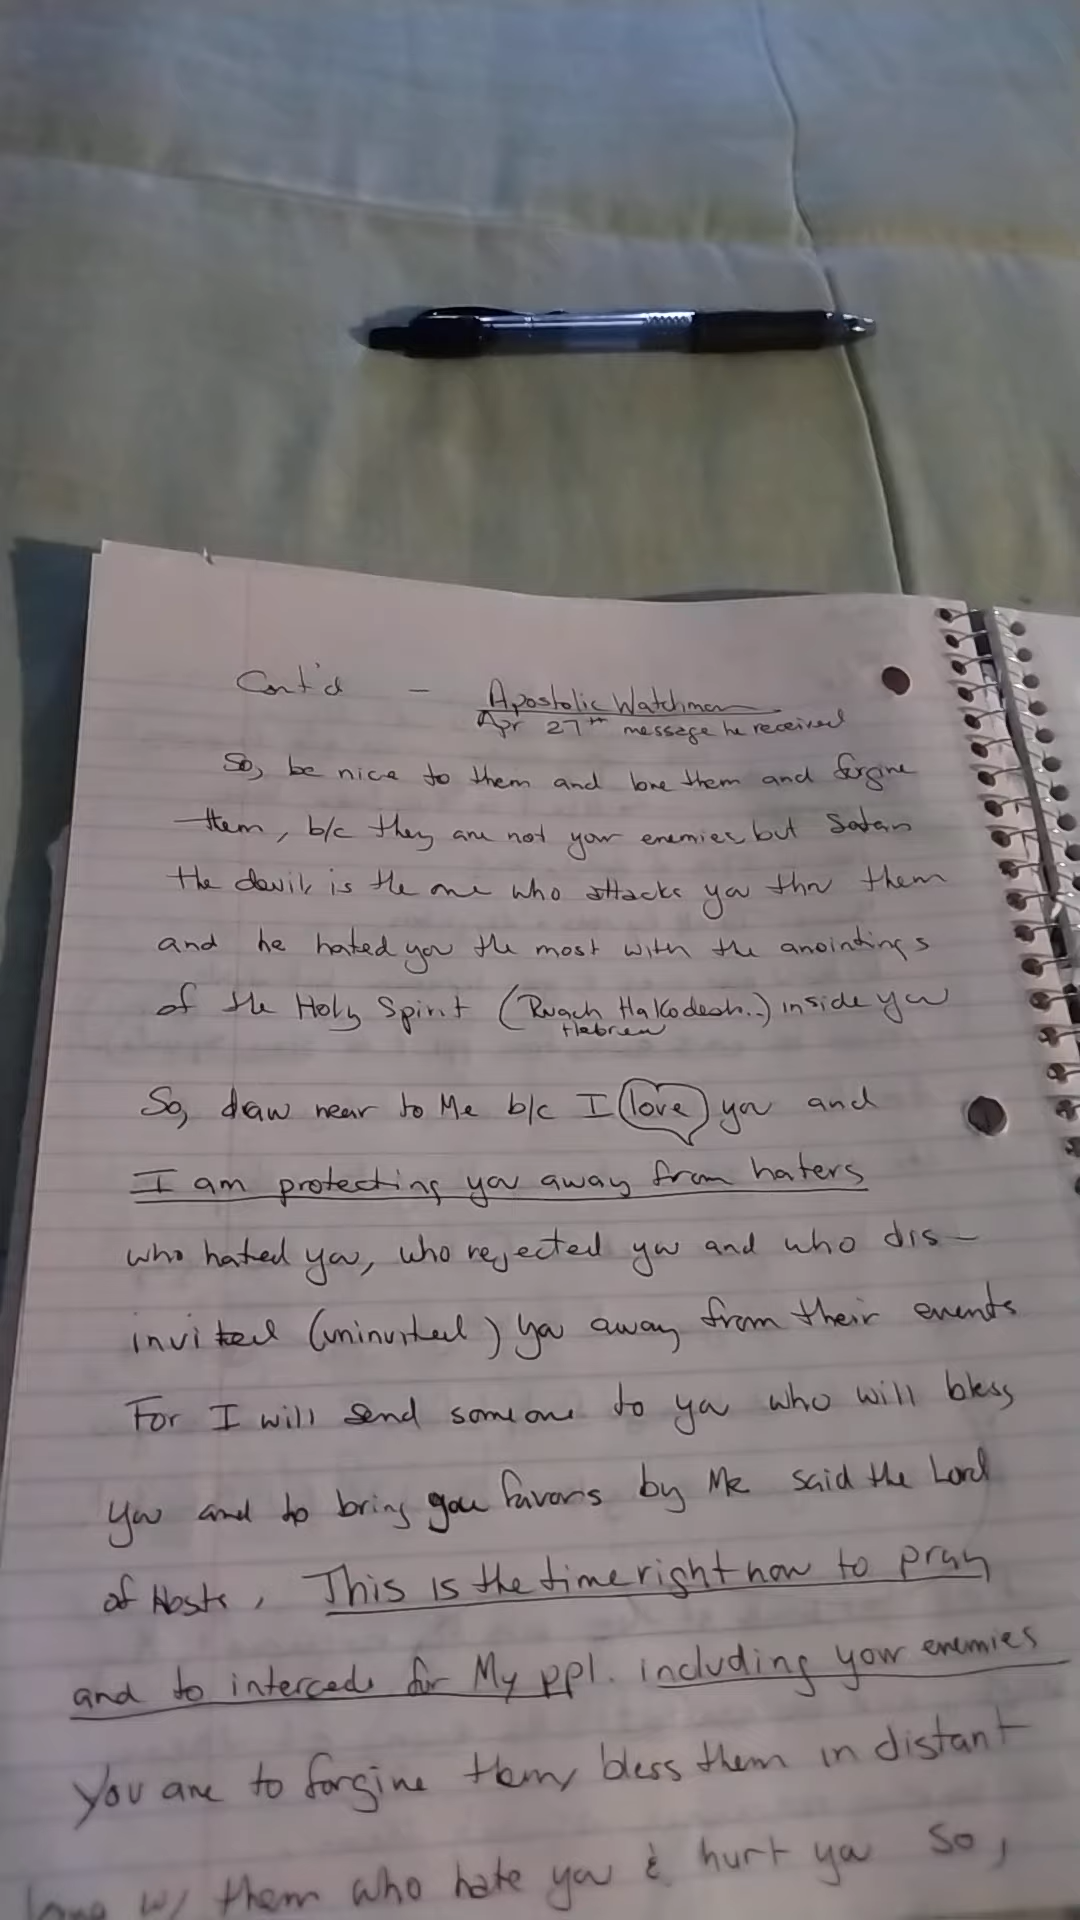 Cont'd - Apostolic Watchman
Apr 27th message he received
So, be nice to them and love them and forgive
them, b/c they are not your enemies, but Satan
the devil, is the one who attacks you thru them
and he hated you the most with the anointings
of the Holy Spirit (Ruach HaKodesh..) inside you
Hebrew
So, draw near to Me b/c I love you and
I am protecting you away from haters
who hated you, who rejected you and who dis-
invited (uninvited) you away from their events
For I will send someone to you who will bless
you and to bring you favors by Me said the Lord
of Hosts, This is the time right now to pray
and to intercede for My ppl. including your enemies
You are to forgive them, bless them in distant
w/ them who hate you & hurt you so,